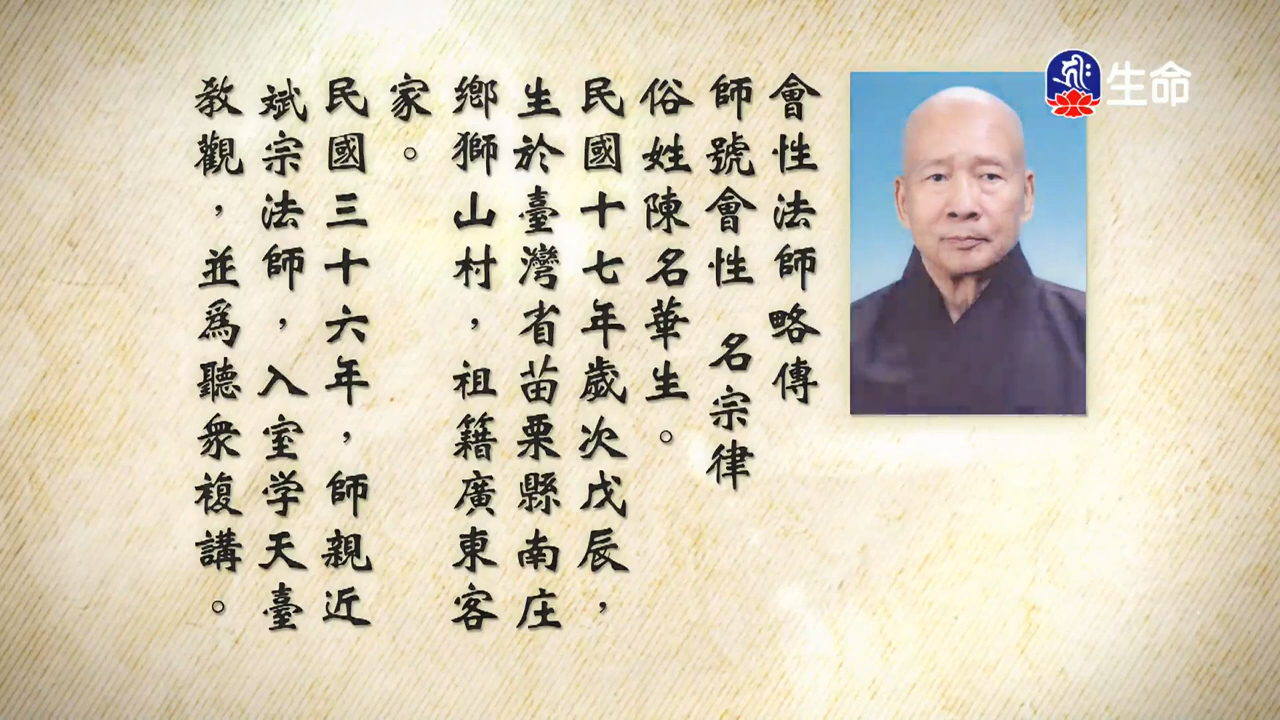 會性法師略傳
師號會性 名宗律
俗姓陳名華生。
民國十七年歲次戊辰，
生於臺灣省苗栗縣南庄
鄉獅山村，祖籍廣東客
家。
民國三十六年，師親近
斌宗法師，入室学天臺
教觀，並爲聽衆複講。
生命